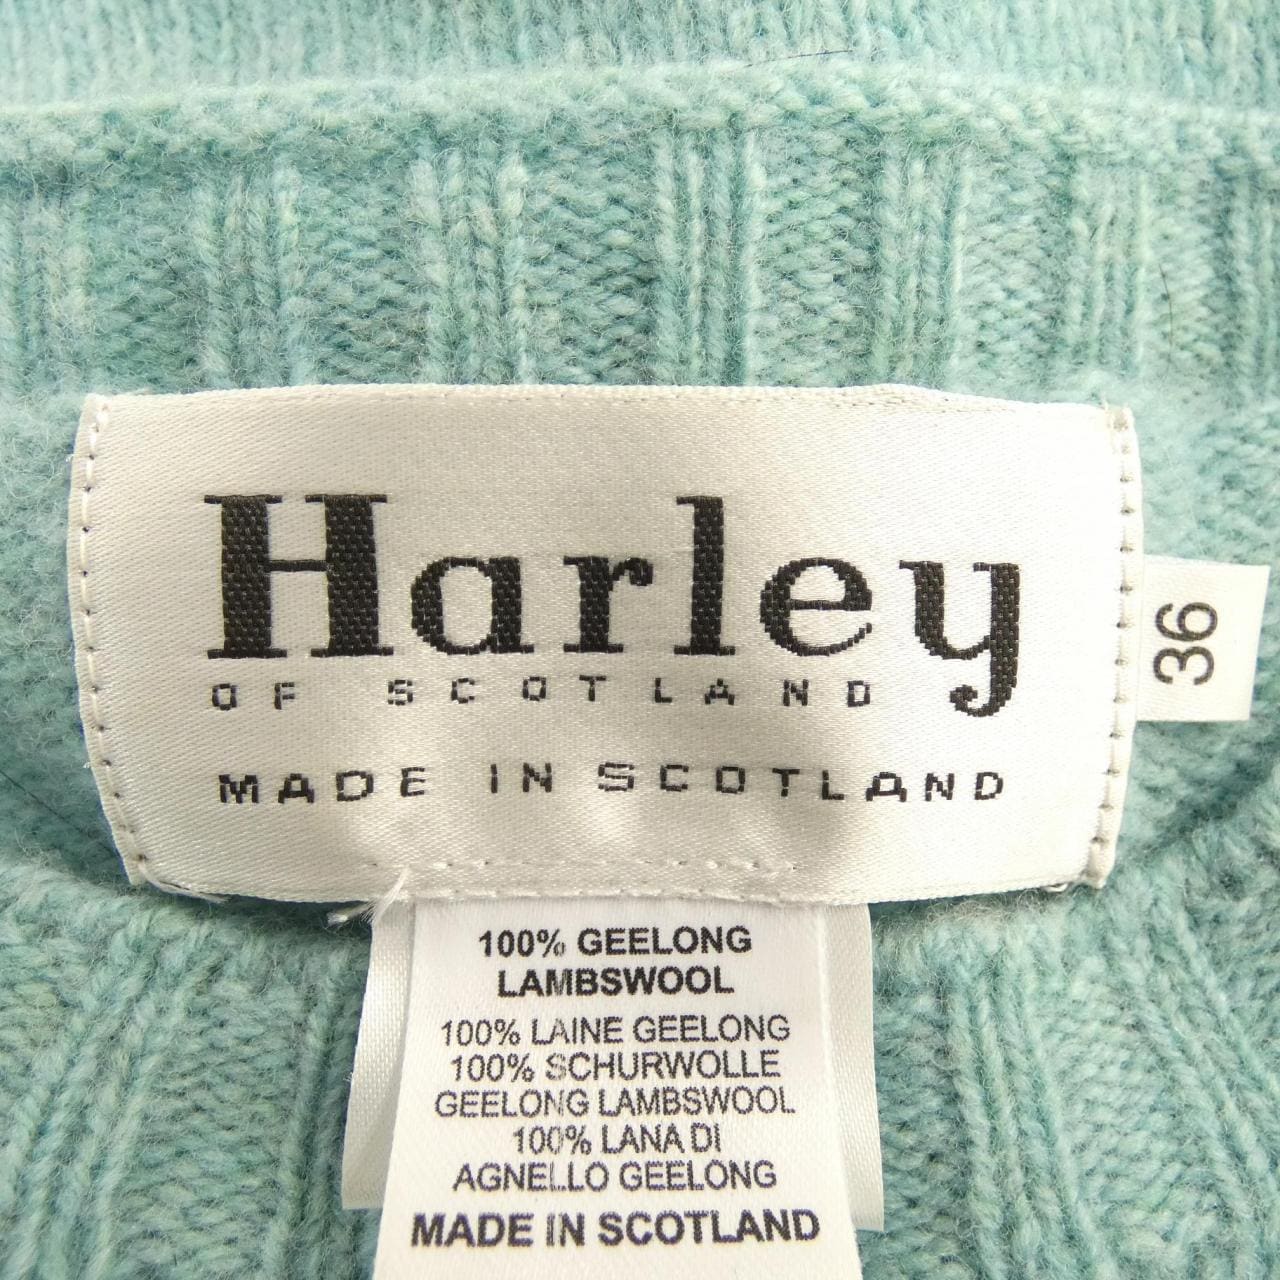 Harley
OF SCOTLAND
MADE IN SCOTLAND
36
100% GEELONG
LAMBSWOOL
100% LAINE GEELONG
100% SCHURWOLLE
GEELONG LAMBSWOOL
100% LANA DI
AGNELLO GEELONG
MADE IN SCOTLAND